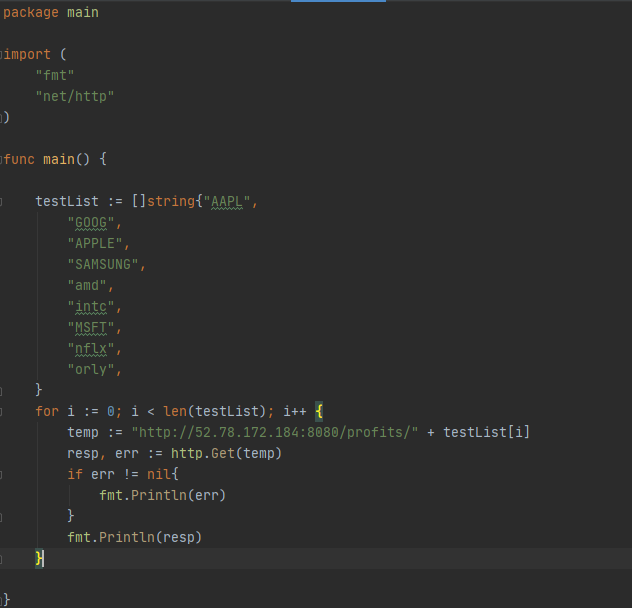 package main
import (
"fmt"
"net/http"
)
func main() {
testList := []string{"AAPL",
"GOOG",
"APPLE",
"SAMSUNG",
"amd",
"intc",
"MSFT",
"nflx",
"orly",
}
for i := 0; i < len(testList); i++ {
temp := "http://52.78.172.184:8080/profits/" + testList[i]
resp, err := http.Get(temp)
if err != nil{
fmt.Println(err)
}
fmt.Println(resp)
}
}